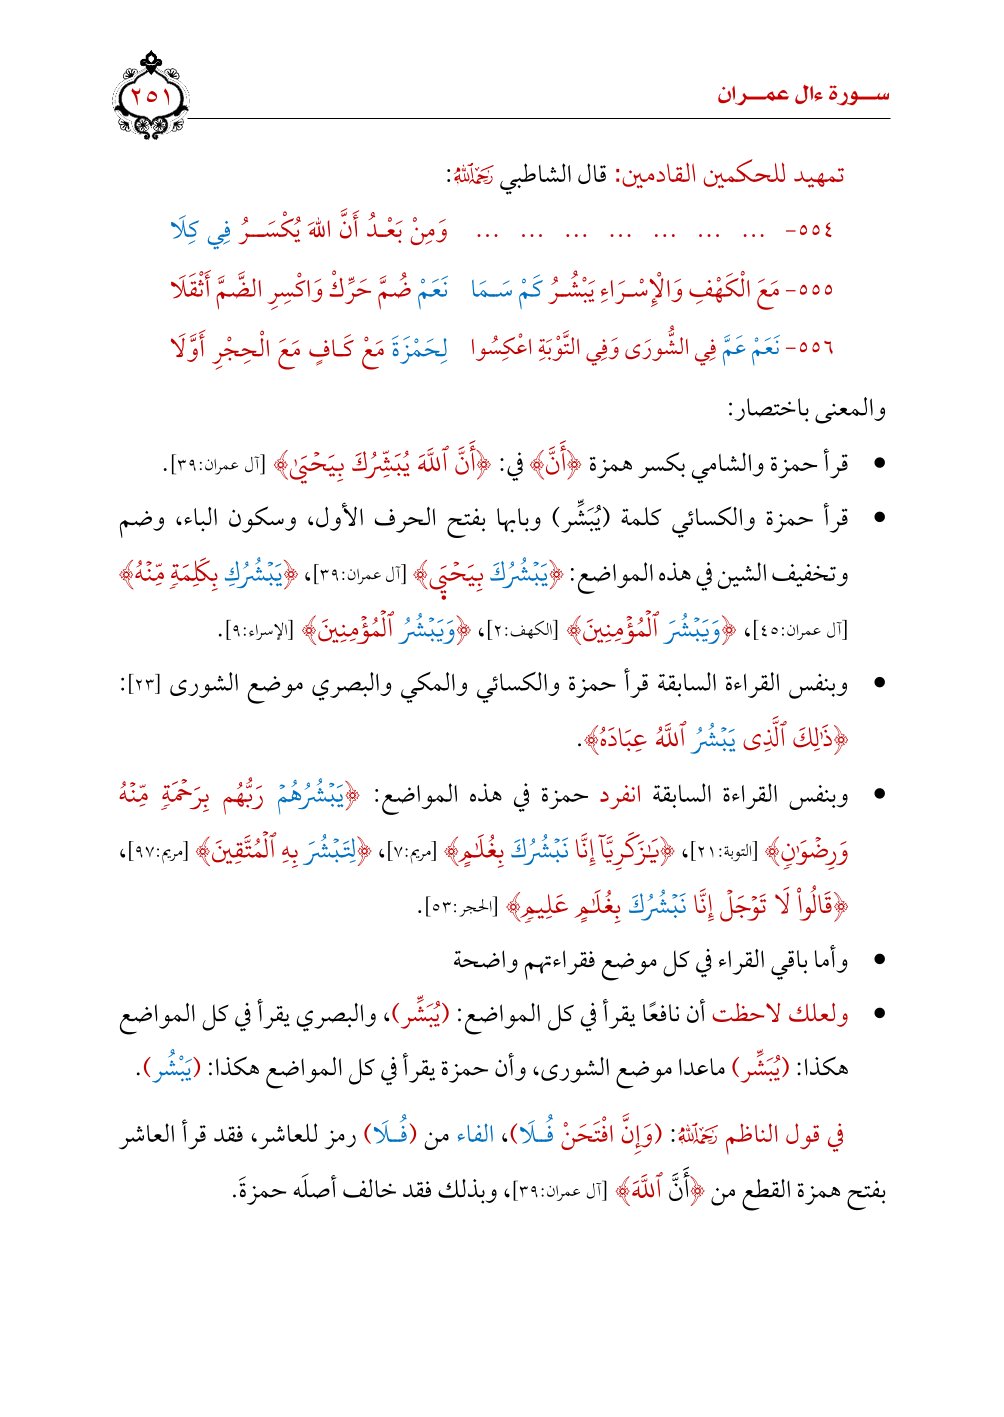 سـورة ءال عمـران
٢٥١
تمهيد للحكمين القادمين: قال الشاطبي رَحِمَهُ اللَّهُ:
٥٥٤- ... ... ... ... ... ... ... وَمِنْ بَعْـدُ أَنَّ اللهَ يُكْسَــرُ فِي كِلَا
٥٥٥- مَعَ الْكَهْفِ وَالْإِسْـرَاءِ يَبْشُـرُ كَمْ سَـمَا نَعَمْ ضُمَّ حَرِّكْ وَاكْسِرِ الضَّمَّ أَثْقَلَا
٥٥٦- نَعَمْ عَمَّ فِي الشُّورَى وَفِي التَّوْبَةِ اعْكِسُوا لِحَمْزَةَ مَعْ كَـافٍ مَعَ الْحِجْرِ أَوَّلَا
والمعنى باختصار:
● قرأ حمزة والشامي بكسر همزة ﴿أَنَّ﴾ في: ﴿أَنَّ ٱللَّهَ يُبَشِّرُكَ بِيَحْيَىٰ﴾ [آل عمران:٣٩].
● قرأ حمزة والكسائي كلمة (يُبَشِّر) وبابها بفتح الحرف الأول، وسكون الباء، وضم
وتخفيف الشين في هذه المواضع: ﴿يَبْشُرُكَ بِيَحْيَي﴾ [آل عمران:٣٩]، ﴿يَبْشُرُكِ بِكَلِمَةٖ مِّنْهُ﴾
[آل عمران:٤٥]، ﴿وَيَبْشُرَ ٱلْمُؤْمِنِينَ﴾ [الكهف:٢]، ﴿وَيَبْشُرُ ٱلْمُؤْمِنِينَ﴾ [الإسراء:٩].
● وبنفس القراءة السابقة قرأ حمزة والكسائي والمكي والبصري موضع الشورى [٢٣]:
﴿ذَٰلِكَ ٱلَّذِى يَبْشُرُ ٱللَّهُ عِبَادَهُ﴾.
● وبنفس القراءة السابقة انفرد حمزة في هذه المواضع: ﴿يَبْشُرُهُمْ رَبُّهُم بِرَحْمَةٖ مِّنْهُ
وَرِضْوَٰنٖ﴾ [التوبة:٢١]، ﴿يَٰزَكَرِيَّآ إِنَّا نَبْشُرُكَ بِغُلَٰمٍ﴾ [مريم:٧]، ﴿لِتَبْشُرَ بِهِ ٱلْمُتَّقِينَ﴾ [مريم:٩٧]،
﴿قَالُوا۟ لَا تَوْجَلْ إِنَّا نَبْشُرُكَ بِغُلَٰمٍ عَلِيمٖ﴾ [الحجر:٥٣].
● وأما باقي القراء في كل موضع فقراءتهم واضحة
● ولعلك لاحظت أن نافعًا يقرأ في كل المواضع: (يُبَشِّر)، والبصري يقرأ في كل المواضع
هكذا: (يُبَشِّر) ماعدا موضع الشورى، وأن حمزة يقرأ في كل المواضع هكذا: (يَبْشُر).
في قول الناظم رَحِمَهُ اللَّهُ: (وَإِنَّ افْتَحَنْ فُـلَا)، الفاء من (فُـلَا) رمز للعاشر، فقد قرأ العاشر
بفتح همزة القطع من ﴿أَنَّ ٱللَّهَ﴾ [آل عمران:٣٩]، وبذلك فقد خالف أصلَه حمزةَ.